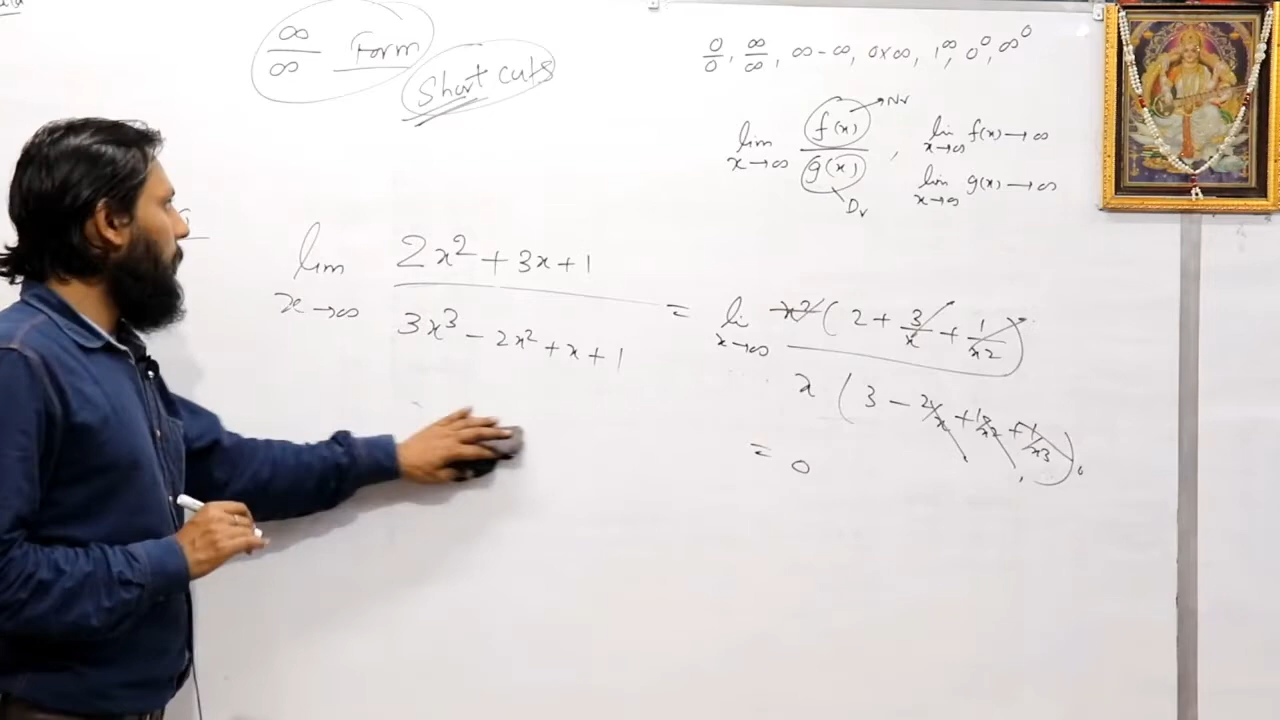 ∞/∞ Form
Short cuts
0/0, ∞/∞, ∞-∞, 0×∞, 1^∞, 0^0, ∞^0
lim x→∞ f(x)/g(x), lim x→∞ f(x)→∞
Nr
lim x→∞ g(x)→∞
Dr
lim x→∞ (2x² + 3x + 1)/(3x³ - 2x² + x + 1) = li x→∞ x²(2 + 3/x + 1/x2)
x(3 - 2/x + 1/x2 + 1/x3)
= 0